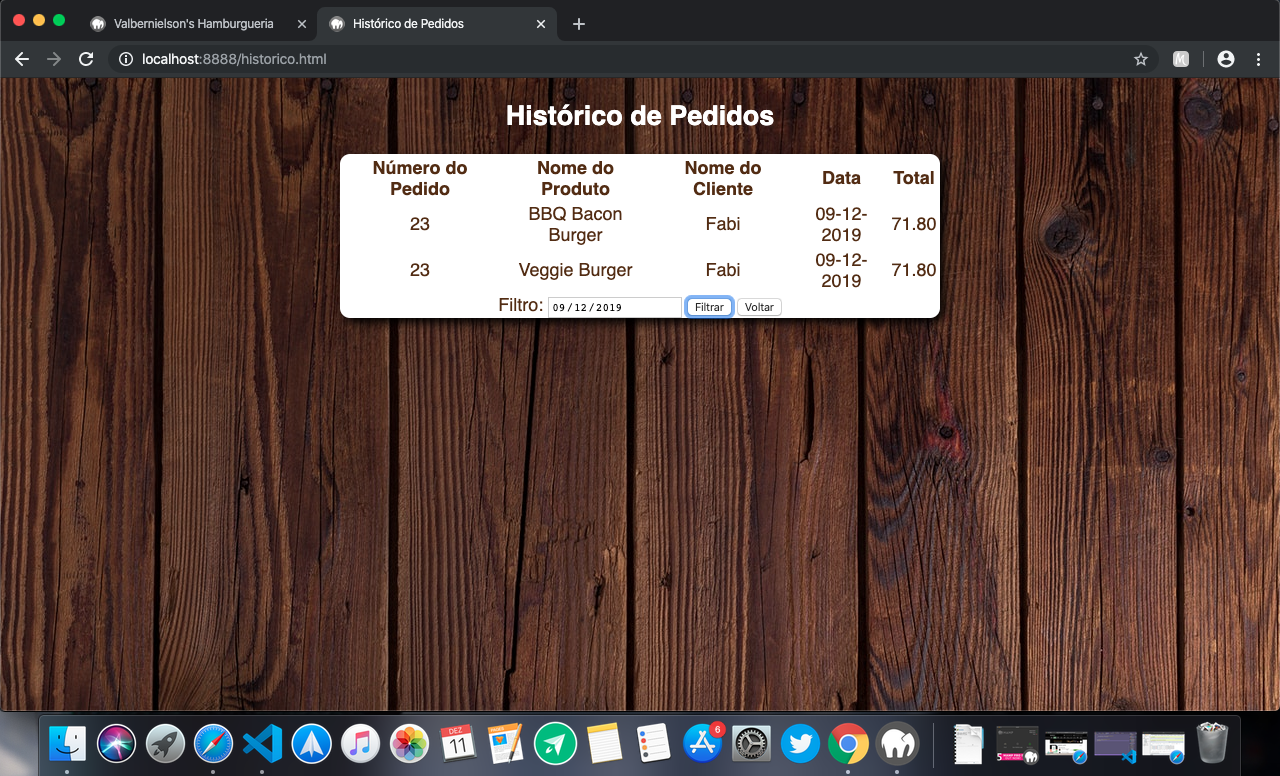 Valbernielson's Hamburgueria
Histórico de Pedidos
localhost:8888/historico.html
Histórico de Pedidos
Número do Pedido Nome do Produto Nome do Cliente Data Total
23 BBQ Bacon Burger Fabi 09-12-2019 71.80
23 Veggie Burger Fabi 09-12-2019 71.80
Filtro: 09/12/2019 Filtrar Voltar
DEZ
11
6